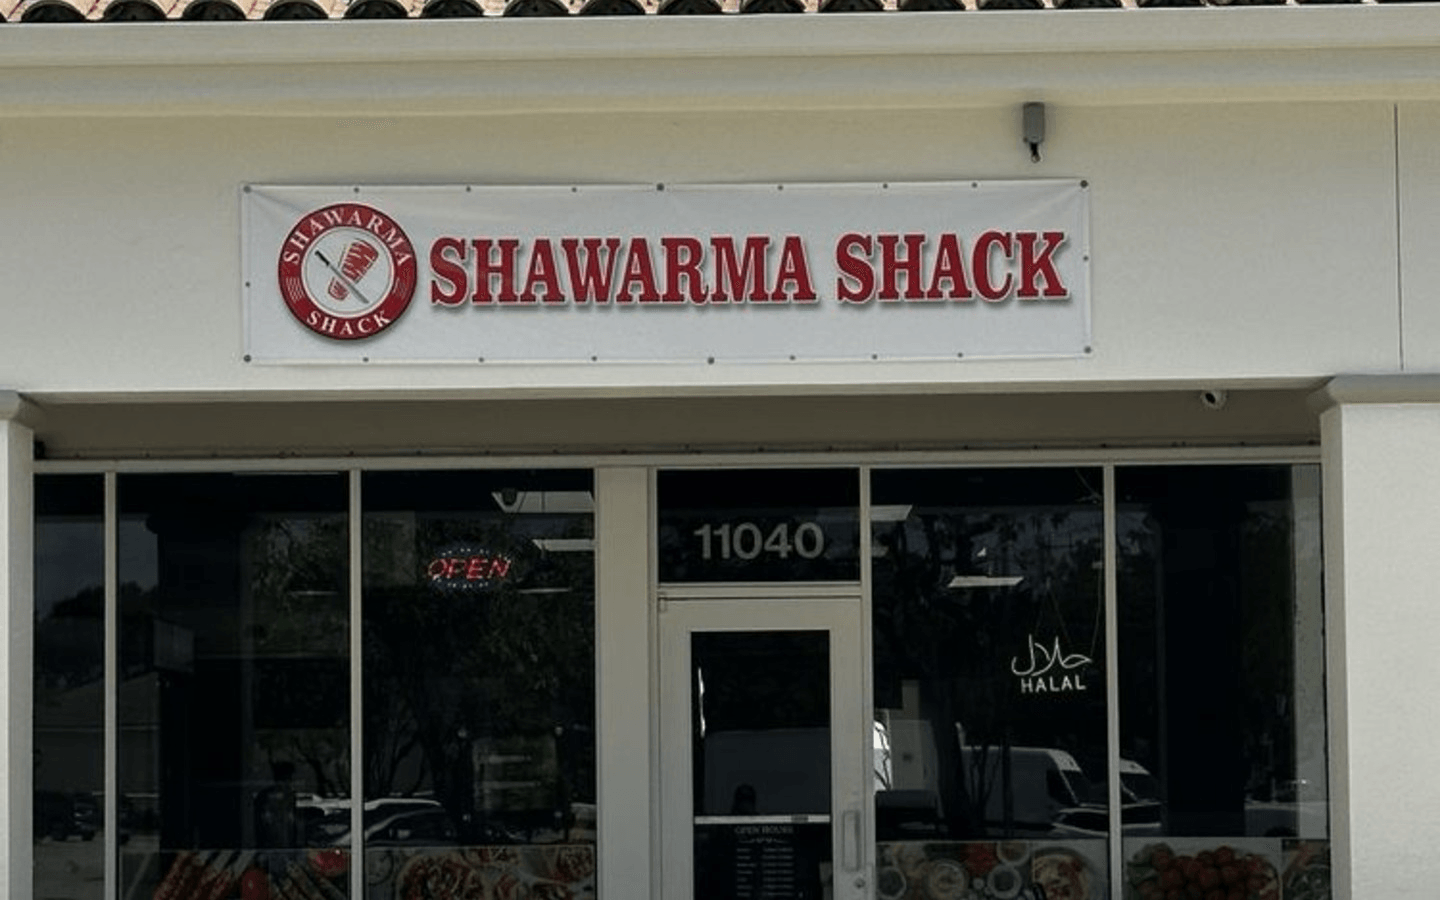 SHAWARMA
SHACK
SHAWARMA SHACK
11040
OPEN
حلال
HALAL
OPEN HOURS